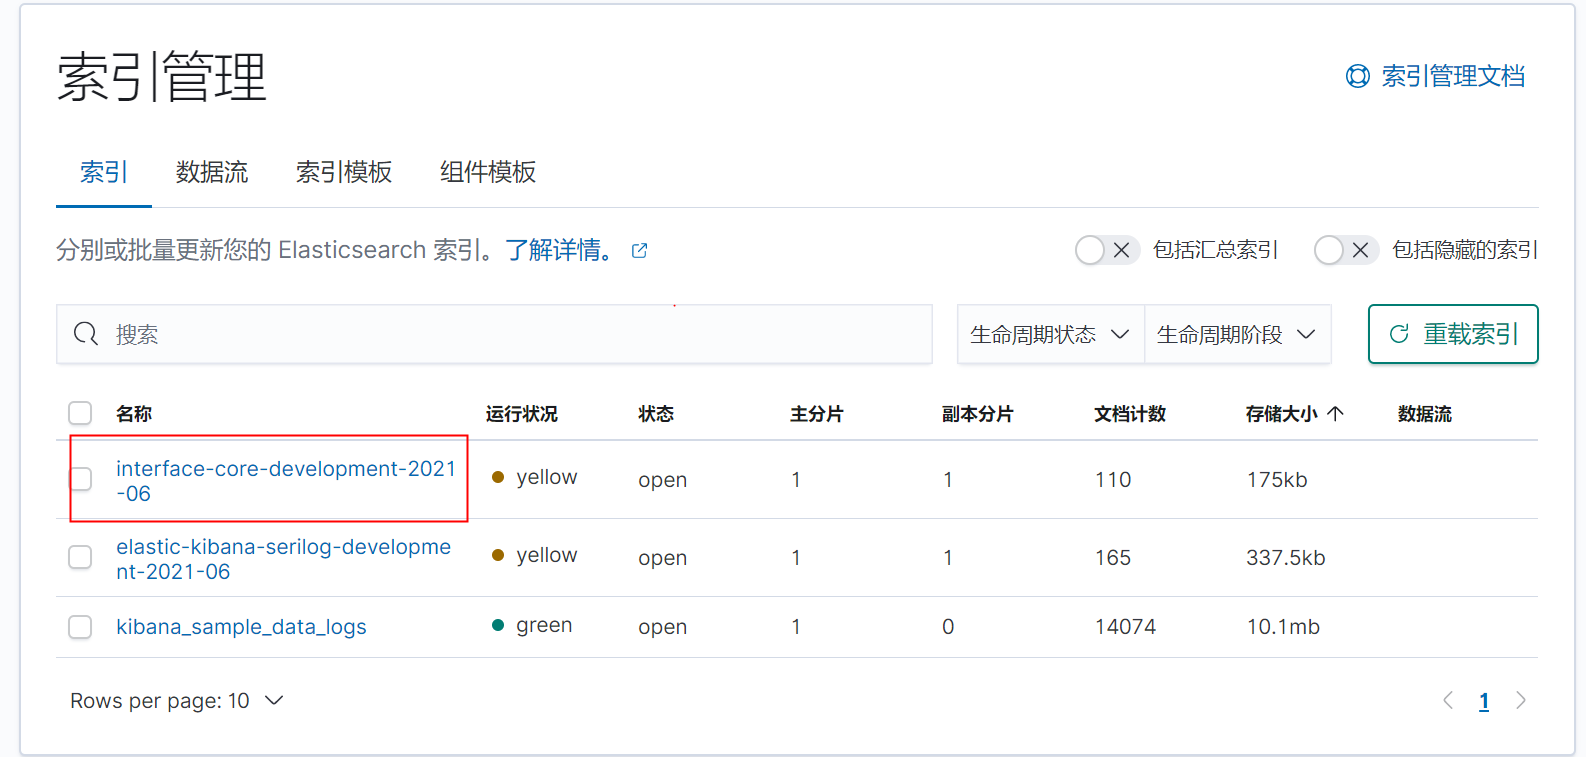 索引管理
索引管理文档
索引 数据流 索引模板 组件模板
分别或批量更新您的 Elasticsearch 索引。了解详情。 包括汇总索引 包括隐藏的索引
搜索 生命周期状态 生命周期阶段 重载索引
名称 运行状况 状态 主分片 副本分片 文档计数 存储大小 数据流
interface-core-development-2021
-06 yellow open 1 1 110 175kb
elastic-kibana-serilog-developme
nt-2021-06 yellow open 1 1 165 337.5kb
kibana_sample_data_logs green open 1 0 14074 10.1mb
Rows per page: 10 1